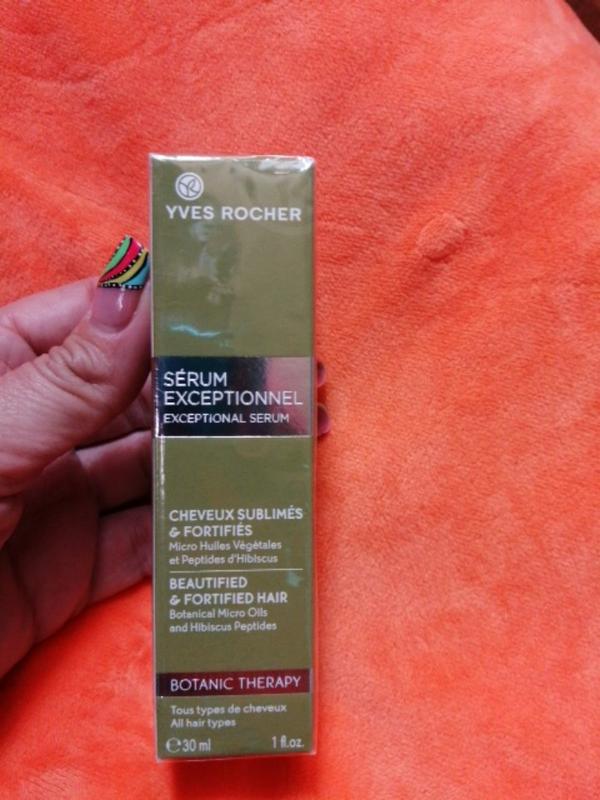 YVES ROCHER
SÉRUM
EXCEPTIONNEL
EXCEPTIONAL SERUM
CHEVEUX SUBLIMÉS
& FORTIFIÉS
Micro Huiles Végétales
et Peptides d'Hibiscus
BEAUTIFIED
& FORTIFIED HAIR
Botanical Micro Oils
and Hibiscus Peptides
BOTANIC THERAPY
Tous types de cheveux
All hair types
℮30 ml 1 fl.oz.